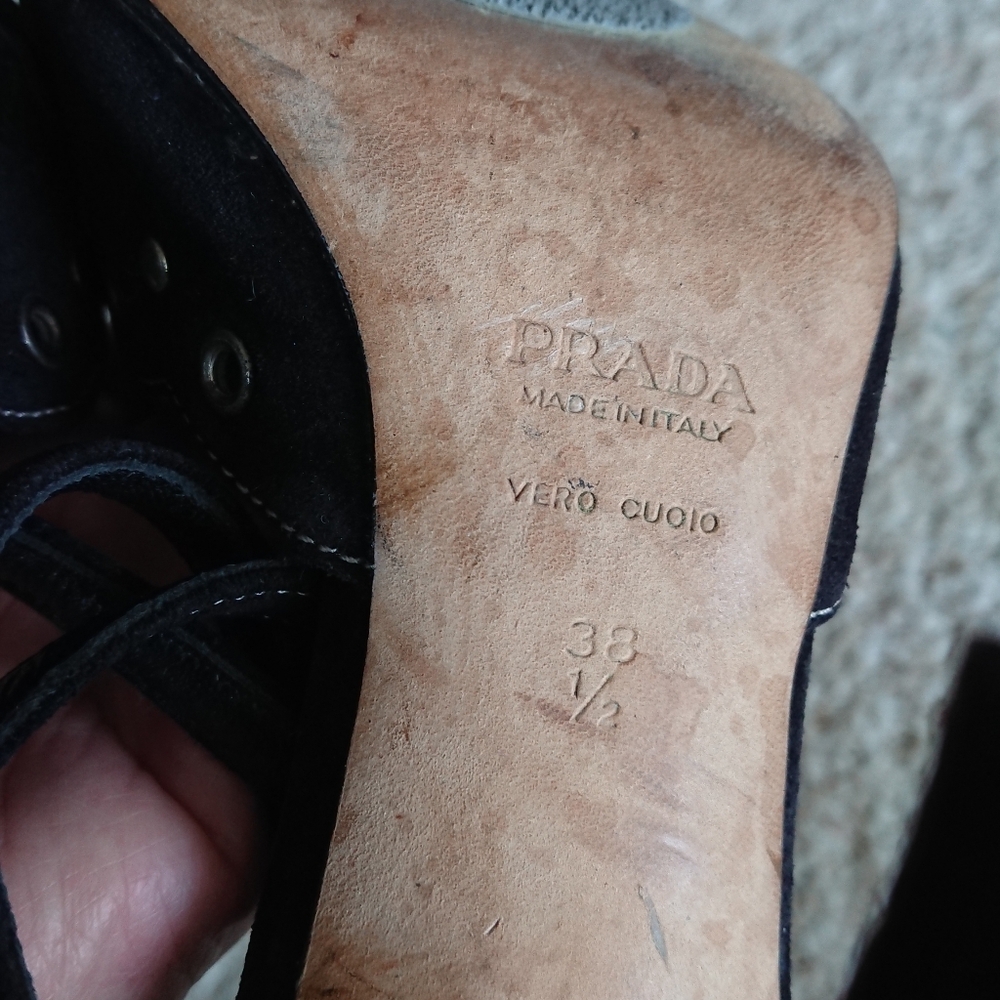 PRADA
MADE IN ITALY
VERO CUOIO
38
1/2